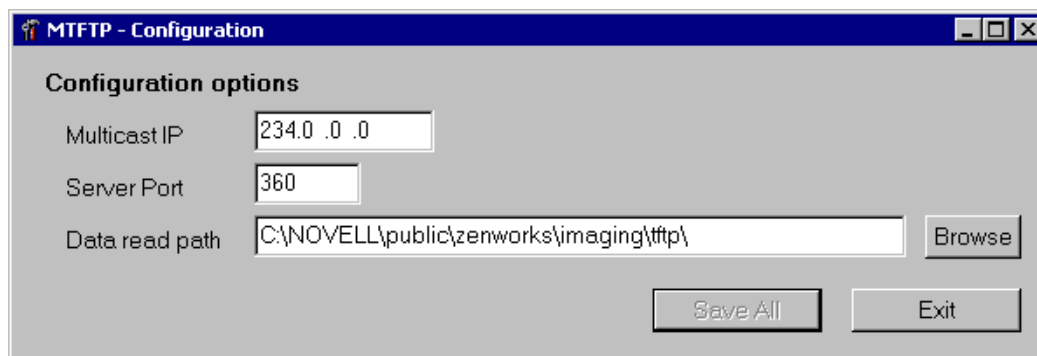 MTFTP - Configuration
Configuration options
Multicast IP 234.0 .0 .0
Server Port 360
Data read path C:\NOVELL\public\zenworks\imaging\tftp\ Browse
Save All Exit